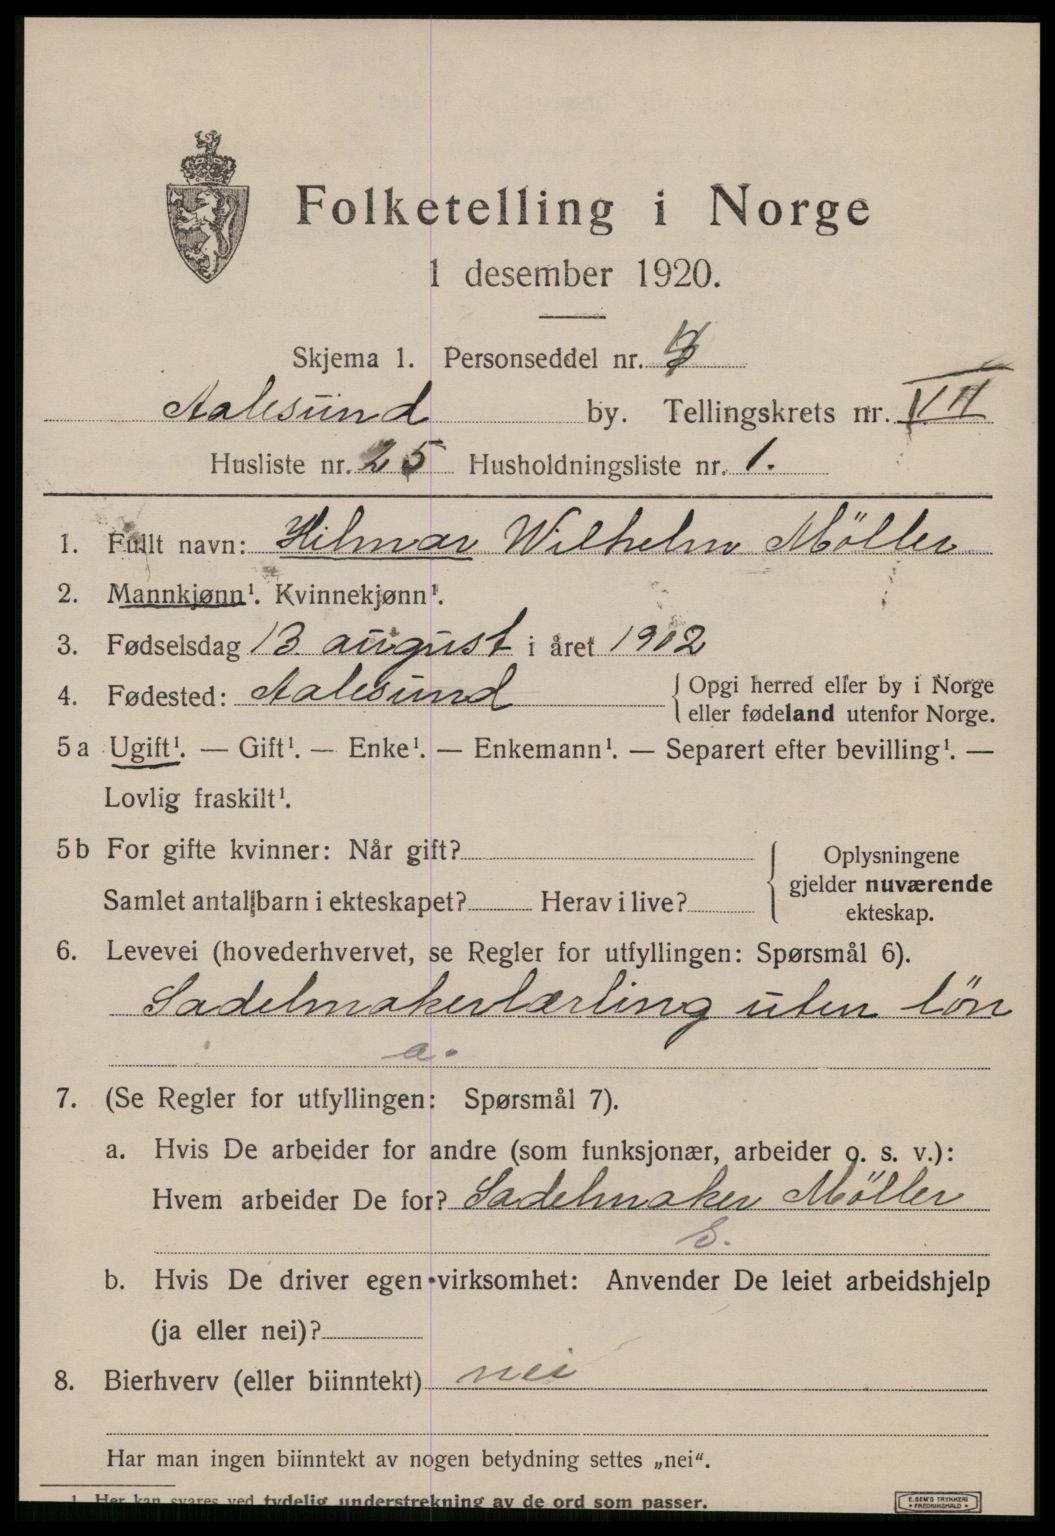 Folketelling i Norge
1 desember 1920.
Skjema 1. Personseddel nr.
Aalesund by. Tellingskrets nr. VII
Husliste nr. 25 Husholdningsliste nr. 1.
1. Fullt navn: Hilmar Wilhelm Möller
2. Mannkjønn¹. Kvinnekjønn¹.
3. Fødselsdag 13. august i året 1902
4. Fødested: Aalesund
Opgi herred eller by i Norge
eller fødeland utenfor Norge.
5 a Ugift¹. — Gift¹. — Enke¹. — Enkemann¹. — Separert efter bevilling¹. —
Lovlig fraskilt¹.
5 b For gifte kvinner: Når gift?
Samlet antall barn i ekteskapet? Herav i live?
Oplysningene
gjelder nuværende
ekteskap.
6. Levevei (hovederhvervet, se Regler for utfyllingen: Spørsmål 6).
Sadelmakerlærling uten lön
a.
7. (Se Regler for utfyllingen: Spørsmål 7).
a. Hvis De arbeider for andre (som funksjonær, arbeider o. s. v.):
Hvem arbeider De for? Sadelmaker Möller
b. Hvis De driver egen virksomhet: Anvender De leiet arbeidshjelp
(ja eller nei)?
8. Bierhverv (eller biinntekt) nei
Har man ingen biinntekt av nogen betydning settes „nei“.
1 Her kan svares ved tydelig understrekning av de ord som passer.
E. SEM'S TRYKKERI
FREDRIKSHALD